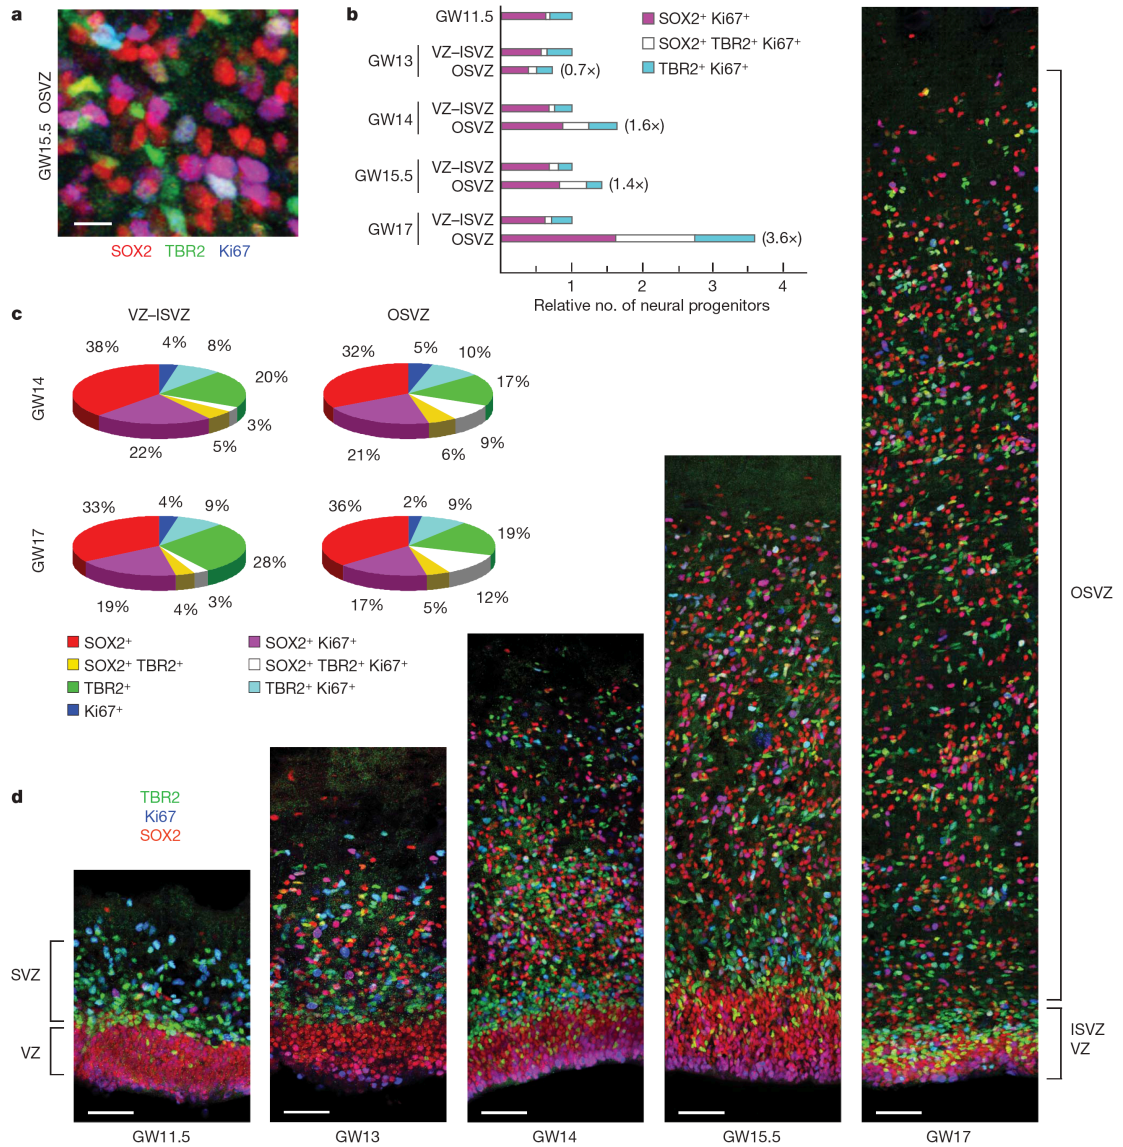 a
GW15.5 OSVZ
SOX2 TBR2 Ki67
b
GW11.5
GW13
VZ–ISVZ
OSVZ
(0.7×)
GW14
VZ–ISVZ
OSVZ
(1.6×)
GW15.5
VZ–ISVZ
OSVZ
(1.4×)
GW17
VZ–ISVZ
OSVZ
(3.6×)
SOX2⁺ Ki67⁺
SOX2⁺ TBR2⁺ Ki67⁺
TBR2⁺ Ki67⁺
1 2 3 4
Relative no. of neural progenitors
c
VZ–ISVZ OSVZ
GW14
38% 4% 8% 20% 3% 5% 22%
32% 5% 10% 17% 9% 6% 21%
GW17
33% 4% 9% 28% 3% 4% 19%
36% 2% 9% 19% 12% 5% 17%
SOX2⁺
SOX2⁺ TBR2⁺
TBR2⁺
Ki67⁺
SOX2⁺ Ki67⁺
SOX2⁺ TBR2⁺ Ki67⁺
TBR2⁺ Ki67⁺
d
TBR2
Ki67
SOX2
SVZ
VZ
OSVZ
ISVZ
VZ
GW11.5 GW13 GW14 GW15.5 GW17